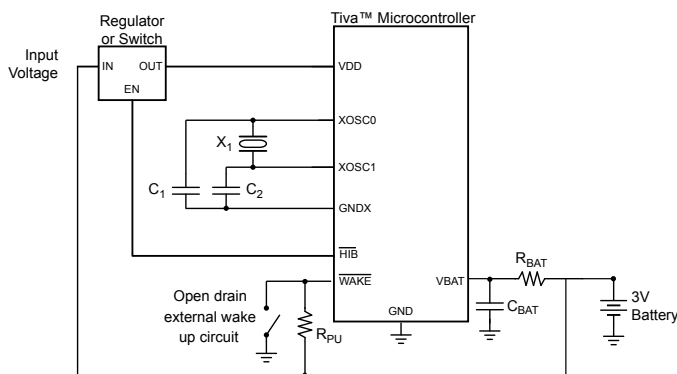 Tiva™ Microcontroller
Regulator
or Switch
Input
Voltage
IN OUT
EN
VDD
XOSC0
X1
XOSC1
C1 C2
GNDX
HIB
WAKE
VBAT
RBAT
Open drain
external wake
up circuit
RPU
GND
CBAT
3V
Battery